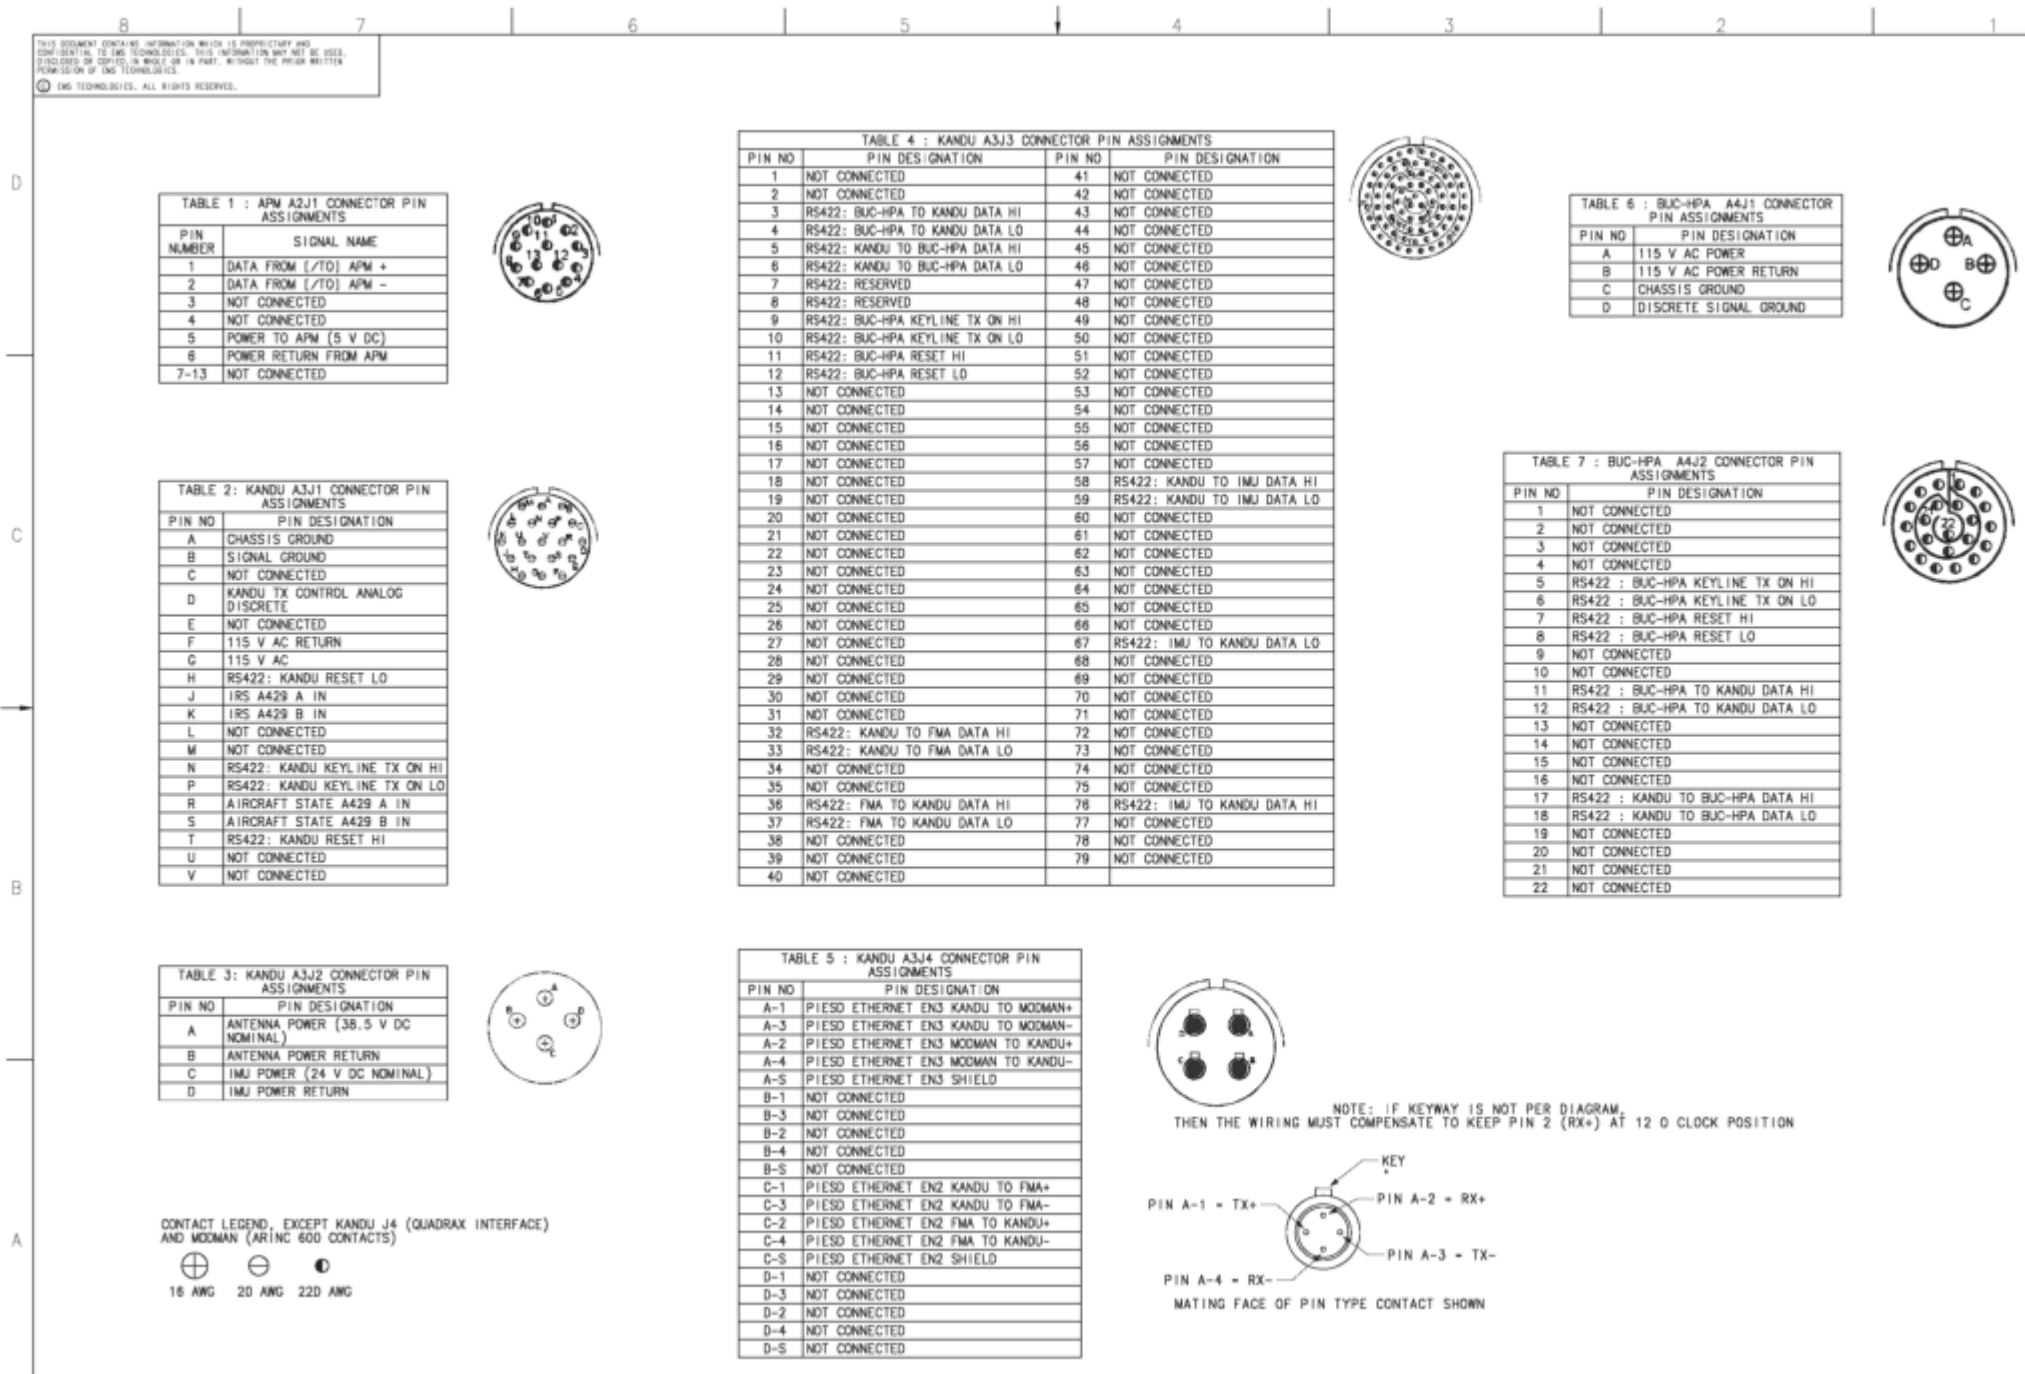 8 7 6 5 4 3 2 1
THIS DOCUMENT CONTAINS INFORMATION WHICH IS PROPRIETARY AND
CONFIDENTIAL TO EMS TECHNOLOGIES. THIS INFORMATION MAY NOT BE USED,
DISCLOSED OR COPIED, IN WHOLE OR IN PART, WITHOUT THE PRIOR WRITTEN
PERMISSION OF EMS TECHNOLOGIES.
© EMS TECHNOLOGIES. ALL RIGHTS RESERVED.
D
C
B
A
TABLE 1 : APM A2J1 CONNECTOR PIN
ASSIGNMENTS
PIN NUMBER SIGNAL NAME
1 DATA FROM [/TO] APM +
2 DATA FROM [/TO] APM -
3 NOT CONNECTED
4 NOT CONNECTED
5 POWER TO APM (5 V DC)
6 POWER RETURN FROM APM
7-13 NOT CONNECTED
TABLE 2: KANDU A3J1 CONNECTOR PIN
ASSIGNMENTS
PIN NO PIN DESIGNATION
A CHASSIS GROUND
B SIGNAL GROUND
C NOT CONNECTED
D KANDU TX CONTROL ANALOG
DISCRETE
E NOT CONNECTED
F 115 V AC RETURN
G 115 V AC
H RS422: KANDU RESET LO
J IRS A429 A IN
K IRS A429 B IN
L NOT CONNECTED
M NOT CONNECTED
N RS422: KANDU KEYLINE TX ON HI
P RS422: KANDU KEYLINE TX ON LO
R AIRCRAFT STATE A429 A IN
S AIRCRAFT STATE A429 B IN
T RS422: KANDU RESET HI
U NOT CONNECTED
V NOT CONNECTED
TABLE 3: KANDU A3J2 CONNECTOR PIN
ASSIGNMENTS
PIN NO PIN DESIGNATION
A ANTENNA POWER (38.5 V DC
NOMINAL)
B ANTENNA POWER RETURN
C IMU POWER (24 V DC NOMINAL)
D IMU POWER RETURN
A
B
D
C
CONTACT LEGEND, EXCEPT KANDU J4 (QUADRAX INTERFACE)
AND MODMAN (ARINC 600 CONTACTS)
16 AWG 20 AWG 22D AWG
TABLE 4 : KANDU A3J3 CONNECTOR PIN ASSIGNMENTS
PIN NO PIN DESIGNATION PIN NO PIN DESIGNATION
1 NOT CONNECTED 41 NOT CONNECTED
2 NOT CONNECTED 42 NOT CONNECTED
3 RS422: BUC-HPA TO KANDU DATA HI 43 NOT CONNECTED
4 RS422: BUC-HPA TO KANDU DATA LO 44 NOT CONNECTED
5 RS422: KANDU TO BUC-HPA DATA HI 45 NOT CONNECTED
6 RS422: KANDU TO BUC-HPA DATA LO 46 NOT CONNECTED
7 RS422: RESERVED 47 NOT CONNECTED
8 RS422: RESERVED 48 NOT CONNECTED
9 RS422: BUC-HPA KEYLINE TX ON HI 49 NOT CONNECTED
10 RS422: BUC-HPA KEYLINE TX ON LO 50 NOT CONNECTED
11 RS422: BUC-HPA RESET HI 51 NOT CONNECTED
12 RS422: BUC-HPA RESET LO 52 NOT CONNECTED
13 NOT CONNECTED 53 NOT CONNECTED
14 NOT CONNECTED 54 NOT CONNECTED
15 NOT CONNECTED 55 NOT CONNECTED
16 NOT CONNECTED 56 NOT CONNECTED
17 NOT CONNECTED 57 NOT CONNECTED
18 NOT CONNECTED 58 RS422: KANDU TO IMU DATA HI
19 NOT CONNECTED 59 RS422: KANDU TO IMU DATA LO
20 NOT CONNECTED 60 NOT CONNECTED
21 NOT CONNECTED 61 NOT CONNECTED
22 NOT CONNECTED 62 NOT CONNECTED
23 NOT CONNECTED 63 NOT CONNECTED
24 NOT CONNECTED 64 NOT CONNECTED
25 NOT CONNECTED 65 NOT CONNECTED
26 NOT CONNECTED 66 NOT CONNECTED
27 NOT CONNECTED 67 RS422: IMU TO KANDU DATA LO
28 NOT CONNECTED 68 NOT CONNECTED
29 NOT CONNECTED 69 NOT CONNECTED
30 NOT CONNECTED 70 NOT CONNECTED
31 NOT CONNECTED 71 NOT CONNECTED
32 RS422: KANDU TO FMA DATA HI 72 NOT CONNECTED
33 RS422: KANDU TO FMA DATA LO 73 NOT CONNECTED
34 NOT CONNECTED 74 NOT CONNECTED
35 NOT CONNECTED 75 NOT CONNECTED
36 RS422: FMA TO KANDU DATA HI 76 RS422: IMU TO KANDU DATA HI
37 RS422: FMA TO KANDU DATA LO 77 NOT CONNECTED
38 NOT CONNECTED 78 NOT CONNECTED
39 NOT CONNECTED 79 NOT CONNECTED
40 NOT CONNECTED
TABLE 5 : KANDU A3J4 CONNECTOR PIN
ASSIGNMENTS
PIN NO PIN DESIGNATION
A-1 PIESD ETHERNET EN3 KANDU TO MODMAN+
A-3 PIESD ETHERNET EN3 KANDU TO MODMAN-
A-2 PIESD ETHERNET EN3 MODMAN TO KANDU+
A-4 PIESD ETHERNET EN3 MODMAN TO KANDU-
A-S PIESD ETHERNET EN3 SHIELD
B-1 NOT CONNECTED
B-3 NOT CONNECTED
B-2 NOT CONNECTED
B-4 NOT CONNECTED
B-S NOT CONNECTED
C-1 PIESD ETHERNET EN2 KANDU TO FMA+
C-3 PIESD ETHERNET EN2 KANDU TO FMA-
C-2 PIESD ETHERNET EN2 FMA TO KANDU+
C-4 PIESD ETHERNET EN2 FMA TO KANDU-
C-S PIESD ETHERNET EN2 SHIELD
D-1 NOT CONNECTED
D-3 NOT CONNECTED
D-2 NOT CONNECTED
D-4 NOT CONNECTED
D-S NOT CONNECTED
TABLE 6 : BUC-HPA A4J1 CONNECTOR
PIN ASSIGNMENTS
PIN NO PIN DESIGNATION
A 115 V AC POWER
B 115 V AC POWER RETURN
C CHASSIS GROUND
D DISCRETE SIGNAL GROUND
A
D B
C
TABLE 7 : BUC-HPA A4J2 CONNECTOR PIN
ASSIGNMENTS
PIN NO PIN DESIGNATION
1 NOT CONNECTED
2 NOT CONNECTED
3 NOT CONNECTED
4 NOT CONNECTED
5 RS422 : BUC-HPA KEYLINE TX ON HI
6 RS422 : BUC-HPA KEYLINE TX ON LO
7 RS422 : BUC-HPA RESET HI
8 RS422 : BUC-HPA RESET LO
9 NOT CONNECTED
10 NOT CONNECTED
11 RS422 : BUC-HPA TO KANDU DATA HI
12 RS422 : BUC-HPA TO KANDU DATA LO
13 NOT CONNECTED
14 NOT CONNECTED
15 NOT CONNECTED
16 NOT CONNECTED
17 RS422 : KANDU TO BUC-HPA DATA HI
18 RS422 : KANDU TO BUC-HPA DATA LO
19 NOT CONNECTED
20 NOT CONNECTED
21 NOT CONNECTED
22 NOT CONNECTED
NOTE: IF KEYWAY IS NOT PER DIAGRAM,
THEN THE WIRING MUST COMPENSATE TO KEEP PIN 2 (RX+) AT 12 O CLOCK POSITION
KEY
PIN A-1 = TX+ PIN A-2 = RX+
PIN A-3 = TX-
PIN A-4 = RX-
MATING FACE OF PIN TYPE CONTACT SHOWN